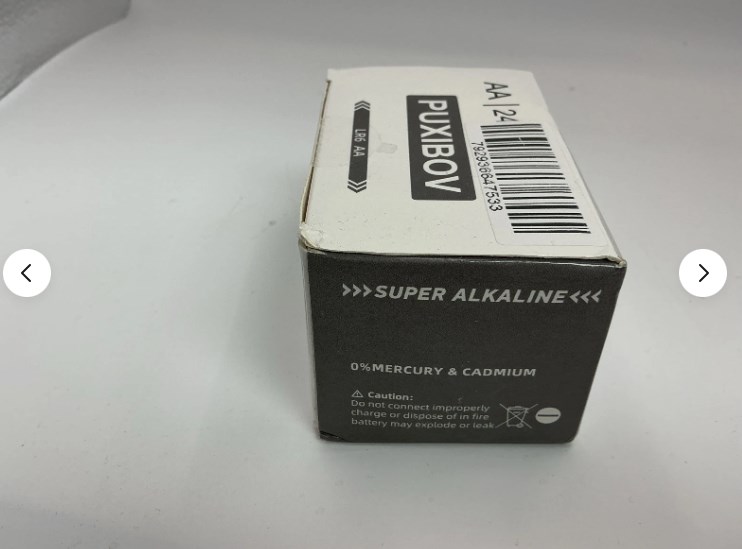 AA | 24
792936647533
PUXIBOV
LR6 AA
>>>SUPER ALKALINE<<<
0%MERCURY & CADMIUM
⚠ Caution:
Do not connect improperly
charge or dispose of in fire
battery may explode or leak